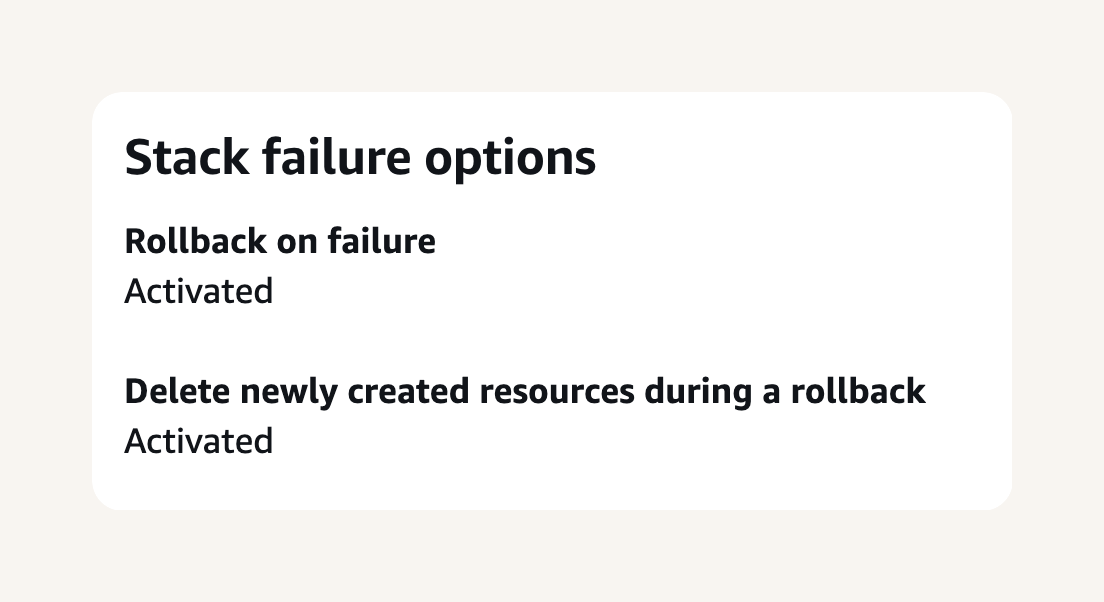 Stack failure options
Rollback on failure
Activated
Delete newly created resources during a rollback
Activated